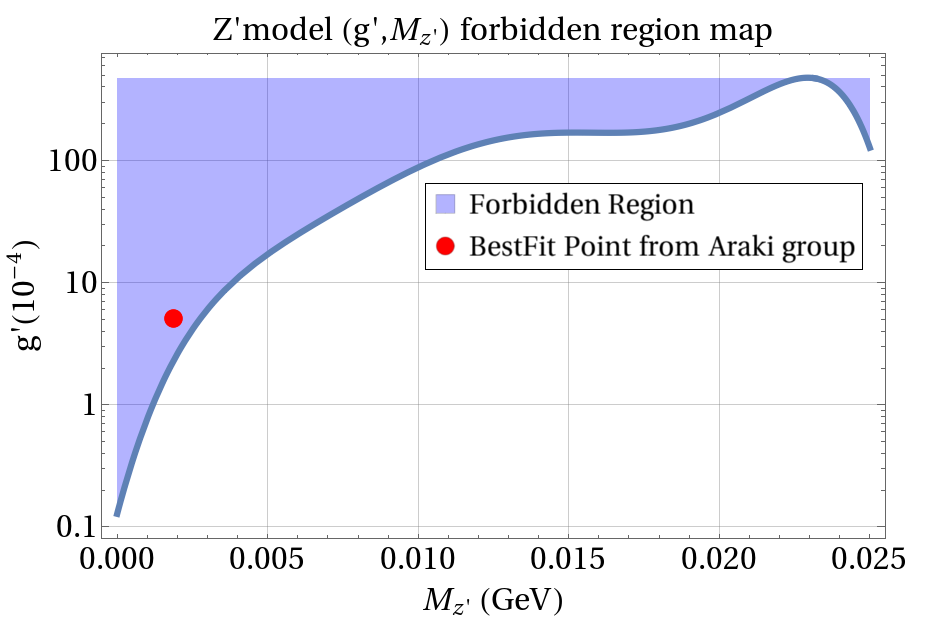 Z'model (g',M_z') forbidden region map
100
10
1
0.1
g'(10⁻⁴)
Forbidden Region
BestFit Point from Araki group
0.000 0.005 0.010 0.015 0.020 0.025
M_z' (GeV)